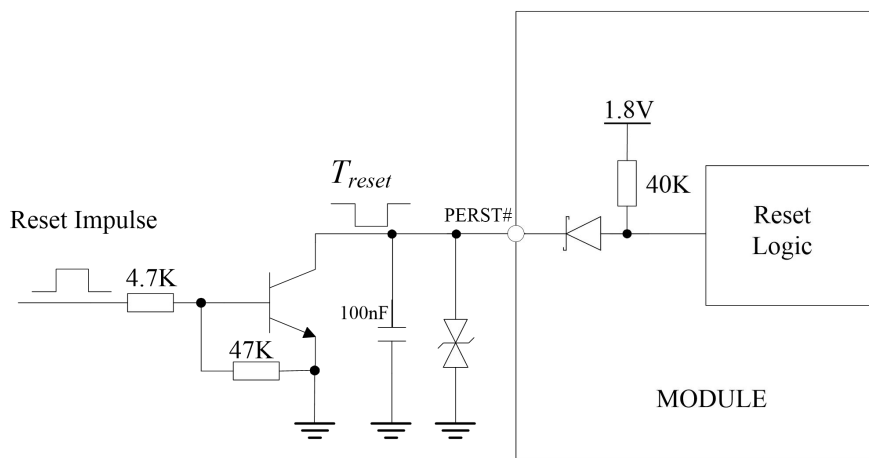 1.8V
40K
Reset
Logic
T_reset
PERST#
Reset Impulse
4.7K
100nF
47K
MODULE